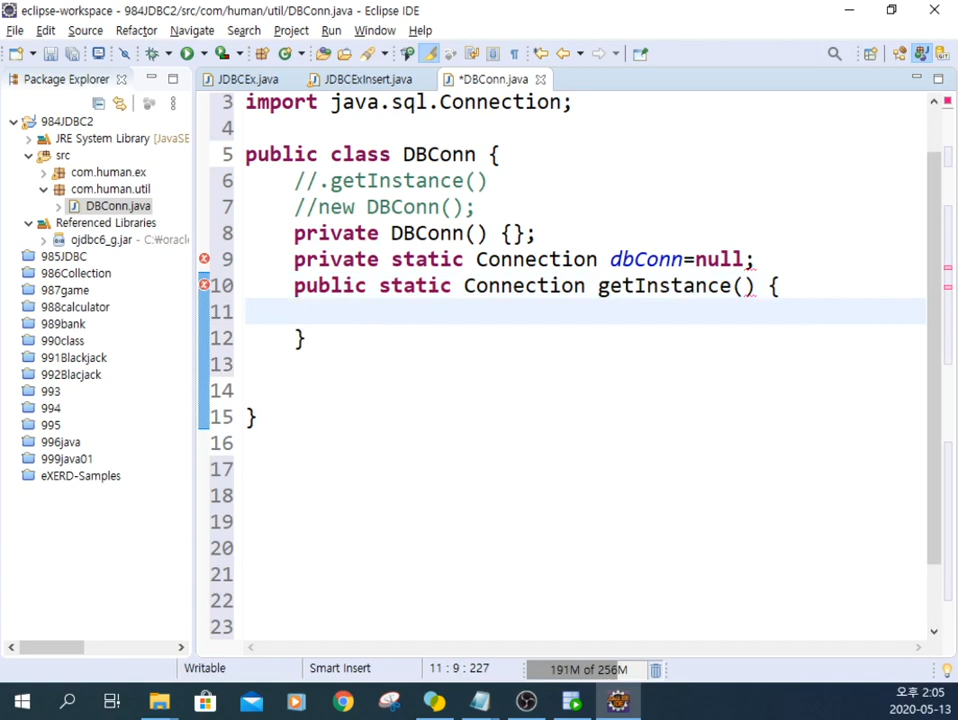 eclipse-workspace - 984JDBC2/src/com/human/util/DBConn.java - Eclipse IDE
File Edit Source Refactor Navigate Search Project Run Window Help
Package Explorer
JDBCEx.java
JDBCExInsert.java
*DBConn.java
984JDBC2
JRE System Library [JavaSE
src
com.human.ex
com.human.util
DBConn.java
Referenced Libraries
ojdbc6_g.jar - C:\oracle
985JDBC
986Collection
987game
988calculator
989bank
990class
991Blackjack
992Blacjack
993
994
995
996java
999java01
eXERD-Samples
3 import java.sql.Connection;
4
5 public class DBConn {
6 //.getInstance()
7 //new DBConn();
8 private DBConn() {};
9 private static Connection dbConn=null;
10 public static Connection getInstance() {
11
12 }
13
14
15 }
16
17
18
19
20
21
22
23
Writable Smart Insert 11 : 9 : 227 191M of 256M
오후 2:05
2020-05-13